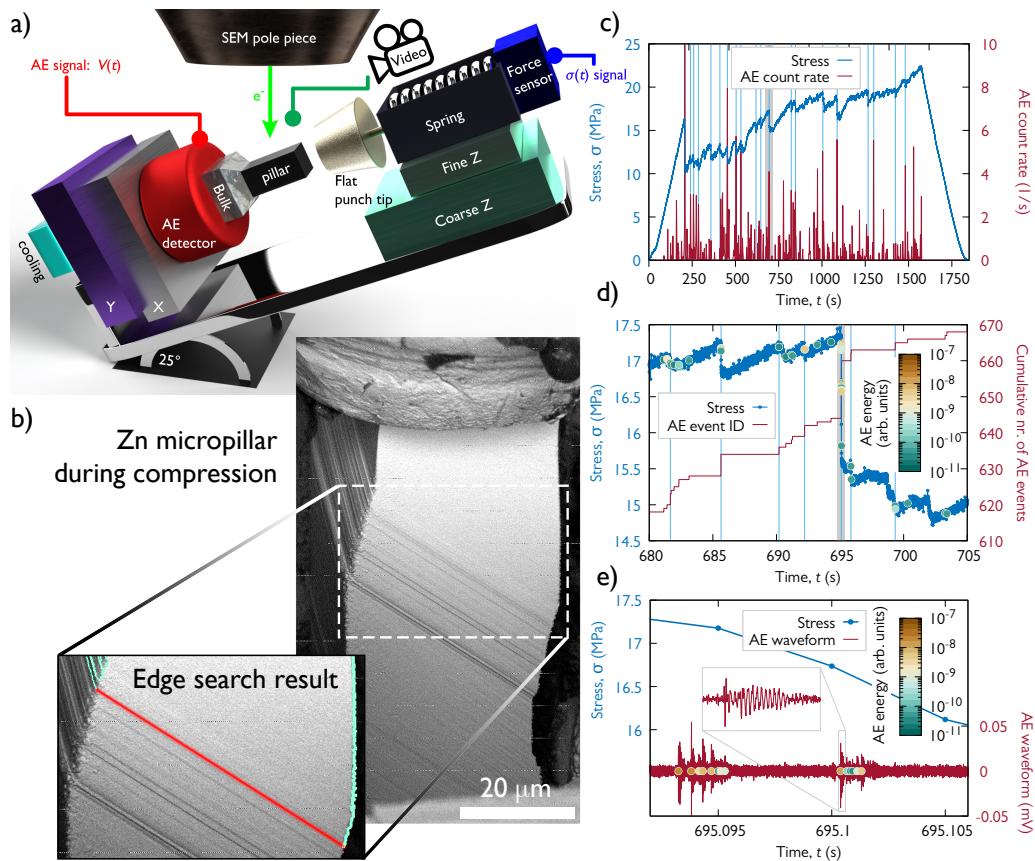 a)
SEM pole piece
AE signal: V(t)
e-
Video
Force
sensor
σ(t) signal
Spring
Fine Z
Coarse Z
Flat
punch tip
pillar
Bulk
AE
detector
cooling
Y
X
25°
b)
Zn micropillar
during compression
Edge search result
20 μm
c)
Stress
AE count rate
Stress, σ (MPa)
25
20
15
10
5
0
AE count rate (1/s)
10
8
6
4
2
0
0 250 500 750 1000 1250 1500 1750
Time, t (s)
d)
Stress
AE event ID
Stress, σ (MPa)
17.5
17
16.5
16
15.5
15
14.5
AE energy
(arb. units)
10-7
10-8
10-9
10-10
10-11
Cumulative nr. of AE
events
670
660
650
640
630
620
610
680 685 690 695 700 705
Time, t (s)
e)
Stress
AE waveform
Stress, σ (MPa)
17.5
17
16.5
16
AE energy (arb. units)
10-7
10-8
10-9
10-10
10-11
AE waveform (mV)
0.05
0
-0.05
695.095 695.1 695.105
Time, t (s)